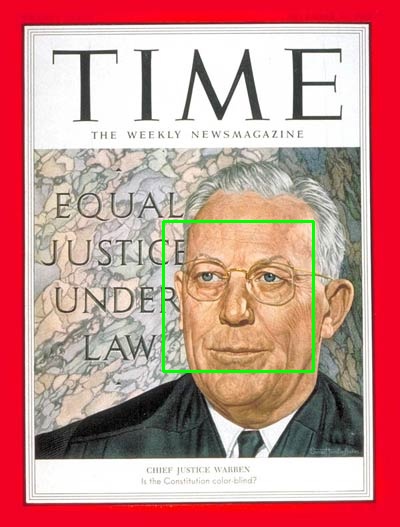 TIME
THE WEEKLY NEWSMAGAZINE
EQUAL
JUSTICE
UNDER
LAW
CHIEF JUSTICE WARREN
Is the Constitution color-blind?